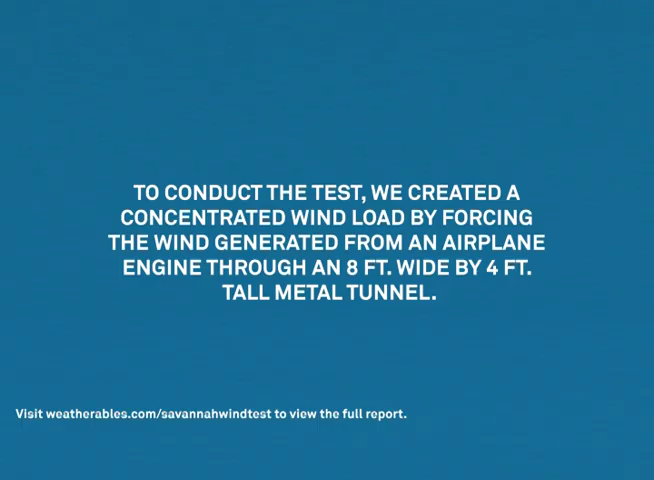 TO CONDUCT THE TEST, WE CREATED A
CONCENTRATED WIND LOAD BY FORCING
THE WIND GENERATED FROM AN AIRPLANE
ENGINE THROUGH AN 8 FT. WIDE BY 4 FT.
TALL METAL TUNNEL.
Visit weatherables.com/savannahwindtest to view the full report.